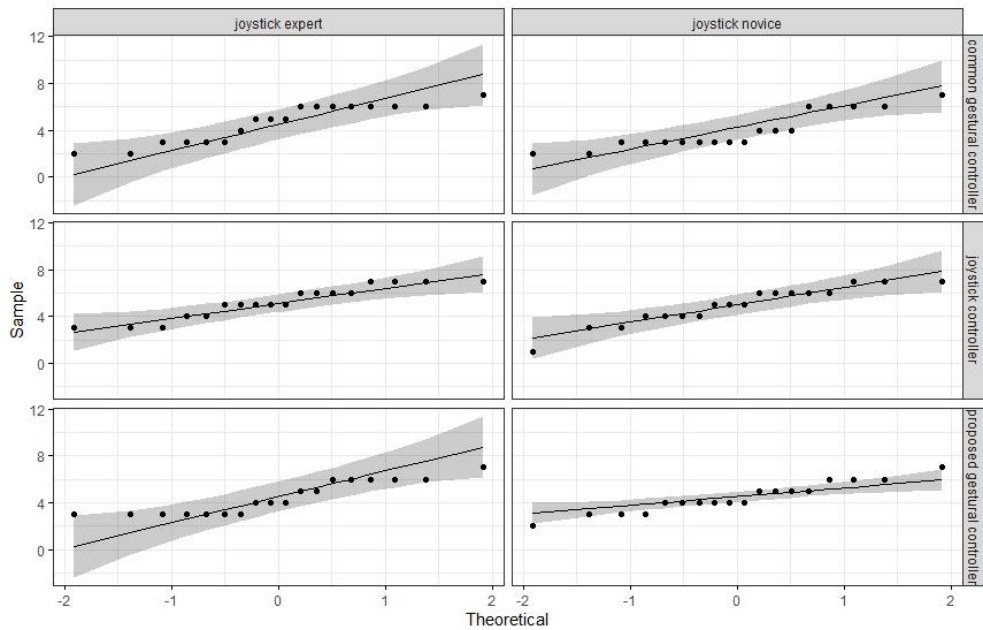 joystick expert
joystick novice
12
8
4
0
common gestural controller
12
8
4
0
joystick controller
12
8
4
0
proposed gestural controller
Sample
-2 -1 0 1 2
-2 -1 0 1 2
Theoretical